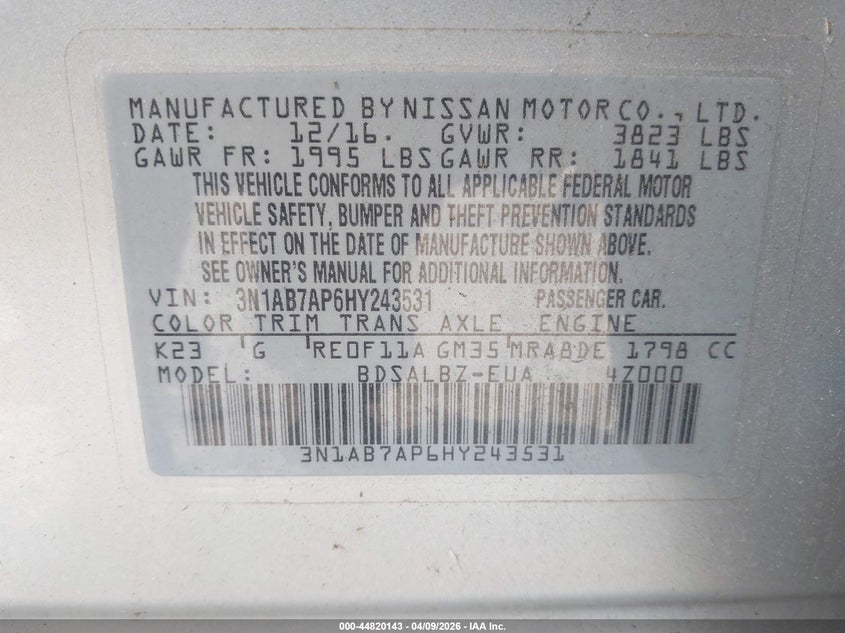 MANUFACTURED BY NISSAN MOTOR CO., LTD.
DATE: 12/16. GVWR: 3823 LBS
GAWR FR: 1995 LBS GAWR RR: 1841 LBS
THIS VEHICLE CONFORMS TO ALL APPLICABLE FEDERAL MOTOR
VEHICLE SAFETY, BUMPER AND THEFT PREVENTION STANDARDS
IN EFFECT ON THE DATE OF MANUFACTURE SHOWN ABOVE.
SEE OWNER'S MANUAL FOR ADDITIONAL INFORMATION.
VIN: 3N1AB7AP6HY243531 PASSENGER CAR.
COLOR TRIM TRANS AXLE ENGINE
K23 'G 'RE0F11A GM35'MRA8DE 1798 CC
MODEL: BDSALBZ-EUA 4Z000
3N1AB7AP6HY243531
000-44820143 - 04/09/2026 - IAA Inc.